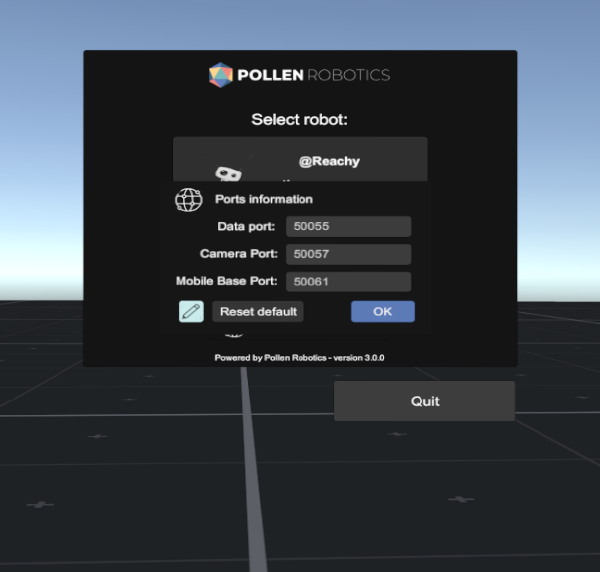 POLLEN ROBOTICS
Select robot:
@Reachy
Ports information
Data port: 50055
Camera Port: 50057
Mobile Base Port: 50061
Reset default OK
Powered by Pollen Robotics - version 3.0.0
Quit